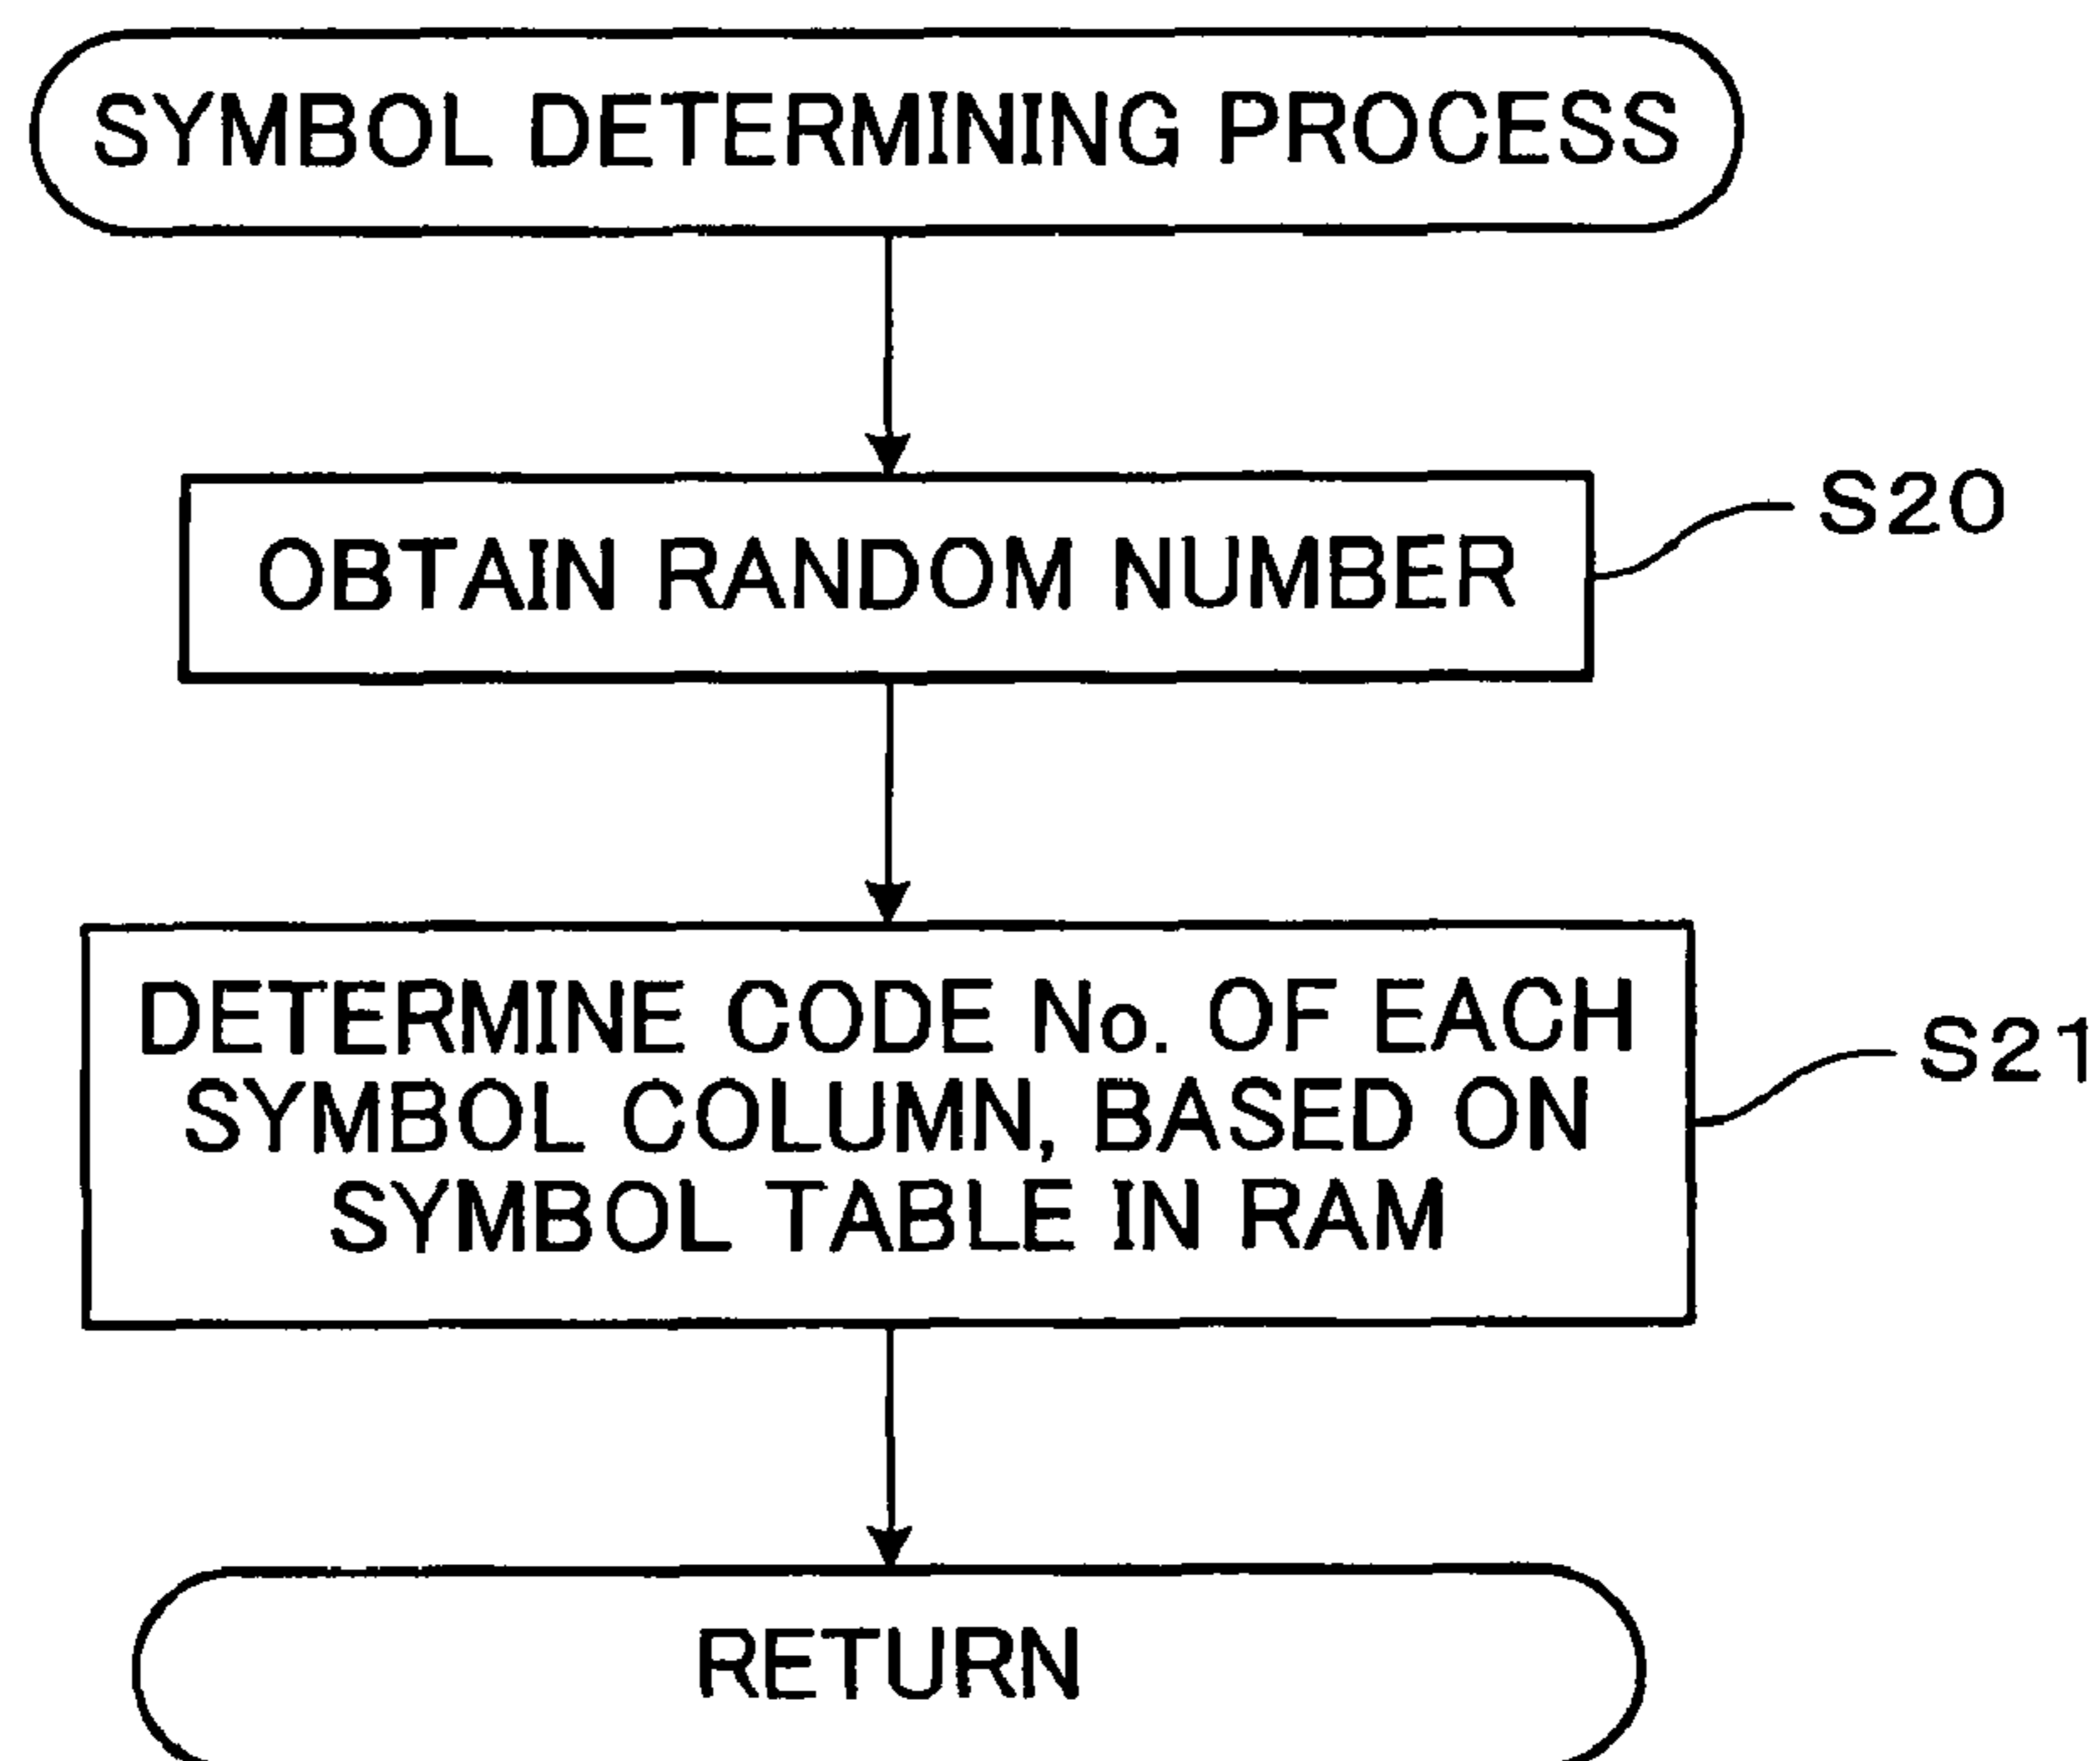 SYMBOL DETERMINING PROCESS
OBTAIN RANDOM NUMBER
S20
DETERMINE CODE No. OF EACH
SYMBOL COLUMN, BASED ON
SYMBOL TABLE IN RAM
S21
RETURN